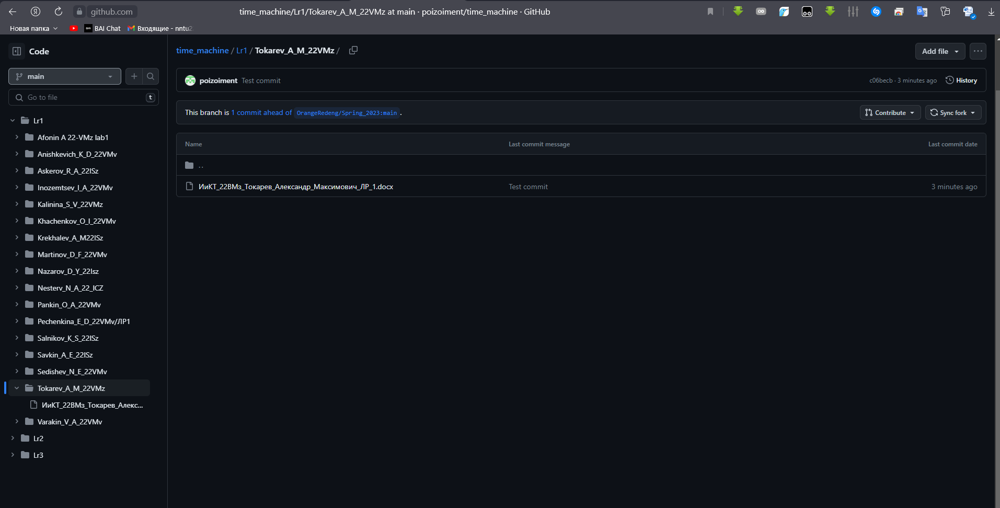 github.com
time_machine/Lr1/Tokarev_A_M_22VMz at main · poizoiment/time_machine · GitHub
Новая папка
BAI Chat
Входящие - nntu2
Code
main
Go to file
t
Lr1
Afonin A 22-VMz lab1
Anishkevich_K_D_22VMv
Askerov_R_A_22ISz
Inozemtsev_I_A_22VMv
Kalinina_S_V_22VMz
Khachenkov_O_I_22VMv
Krekhalev_A_M22ISz
Martinov_D_F_22VMv
Nazarov_D_Y_22Isz
Nesterv_N_A_22_ICZ
Pankin_O_A_22VMv
Pechenkina_E_D_22VMv/ЛР1
Salnikov_K_S_22ISz
Savkin_A_E_22ISz
Sedishev_N_E_22VMv
Tokarev_A_M_22VMz
ИиКТ_22ВМз_Токарев_Алекс...
Varakin_V_A_22VMv
Lr2
Lr3
time_machine / Lr1 / Tokarev_A_M_22VMz /
Add file
poizoiment Test commit
c06becb · 3 minutes ago
History
This branch is 1 commit ahead of OrangeRedeng/Spring_2023:main .
Contribute
Sync fork
Name
Last commit message
Last commit date
..
ИиКТ_22ВМз_Токарев_Александр_Максимович_ЛР_1.docx
Test commit
3 minutes ago